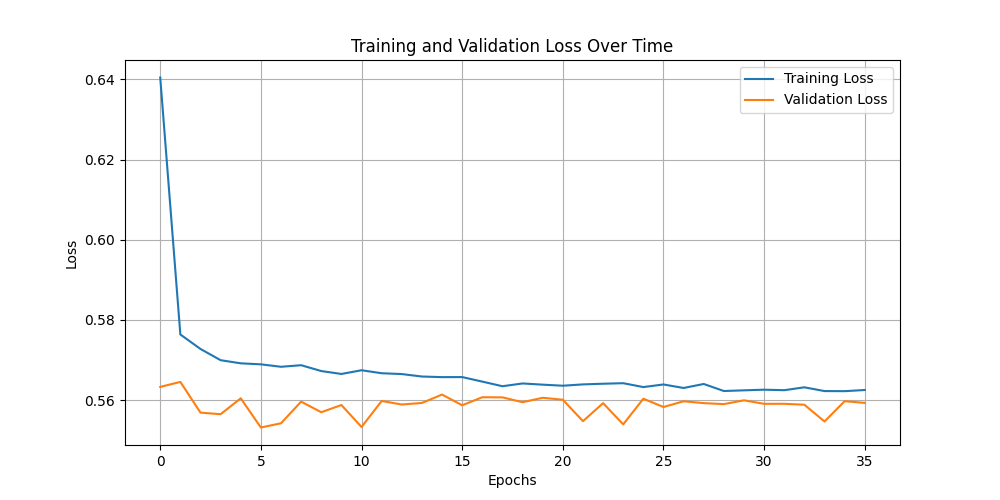 Training and Validation Loss Over Time
Training Loss
Validation Loss
0.64
0.62
0.60
0.58
0.56
Loss
0 5 10 15 20 25 30 35
Epochs